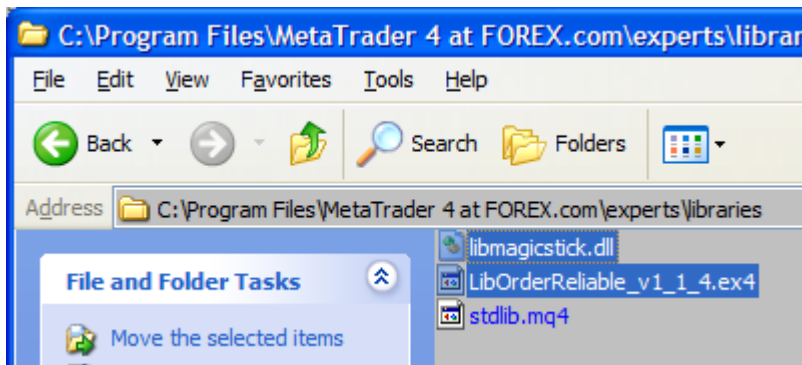 C:\Program Files\MetaTrader 4 at FOREX.com\experts\librar
File Edit View Favorites Tools Help
Back Search Folders
Address C:\Program Files\MetaTrader 4 at FOREX.com\experts\libraries
libmagicstick.dll
File and Folder Tasks LibOrderReliable_v1_1_4.ex4
stdlib.mq4
Move the selected items